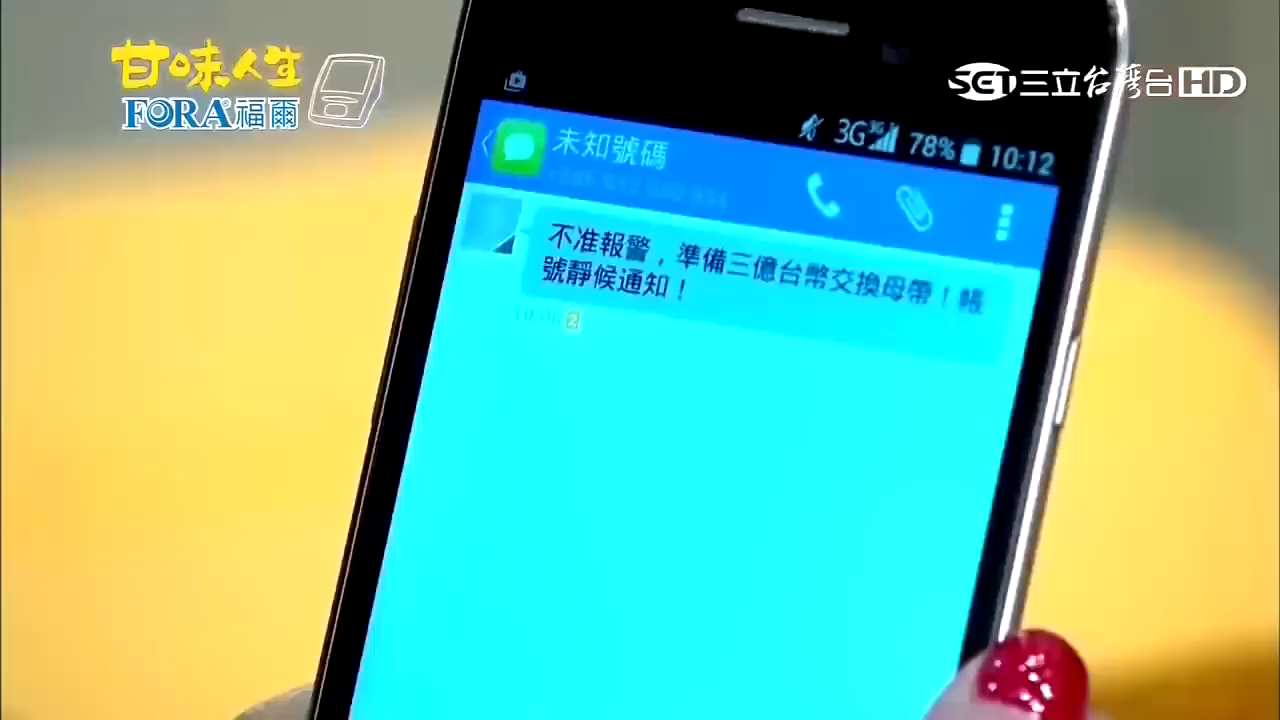 甘味人生
FORA福爾
SET三立台灣台HD
3G 3G 78% 10:12
未知號碼
不准報警，準備三億台幣交換母帶！帳
號靜候通知！